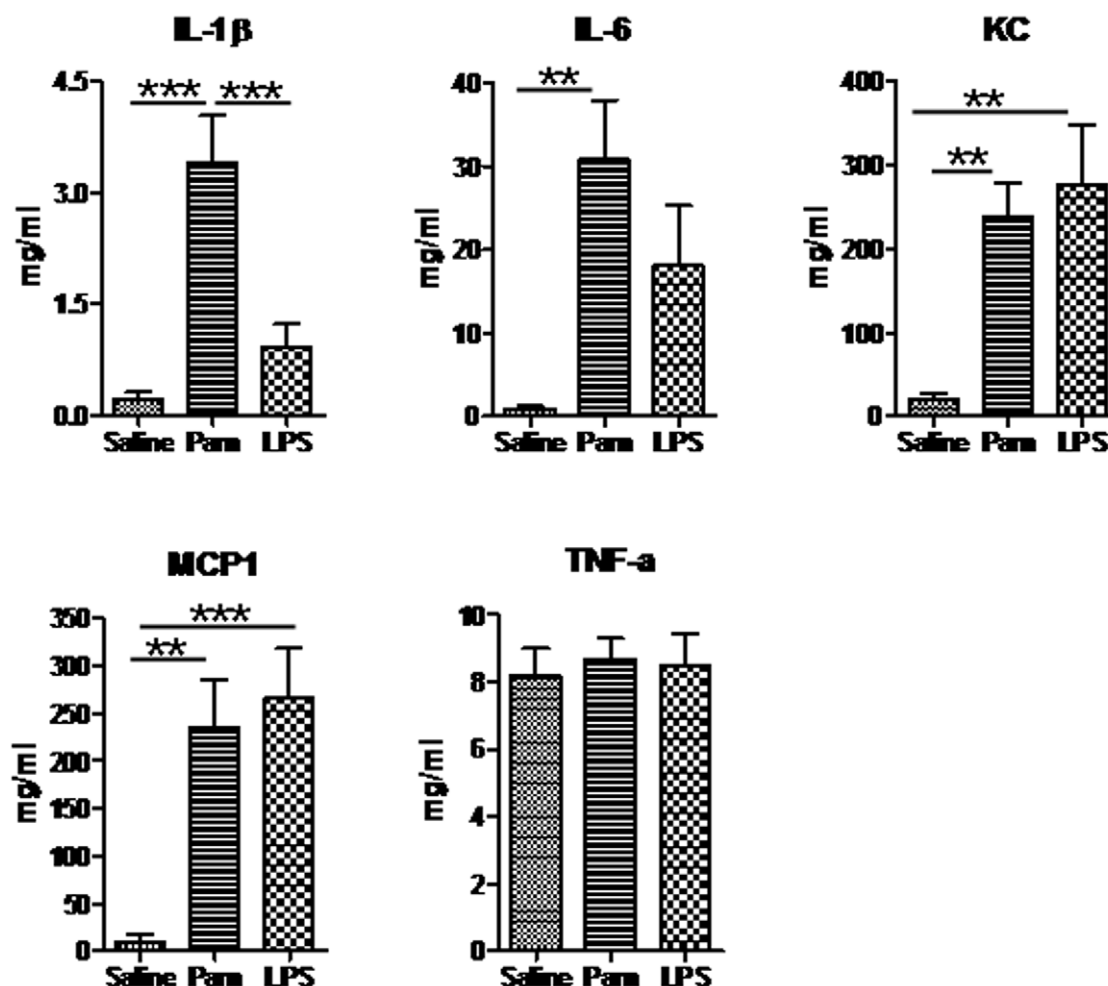 IL-1β
IL-6
KC
***
***
**
**
**
4.5
3.0
1.5
0.0
mg/ml
Saline Pam LPS
40
30
20
10
0
mg/ml
Saline Pam LPS
400
300
200
100
0
mg/ml
Saline Pam LPS
MCP1
TNF-a
***
**
350
300
250
200
150
100
50
0
mg/ml
Saline Pam LPS
10
8
6
4
2
0
mg/ml
Saline Pam LPS